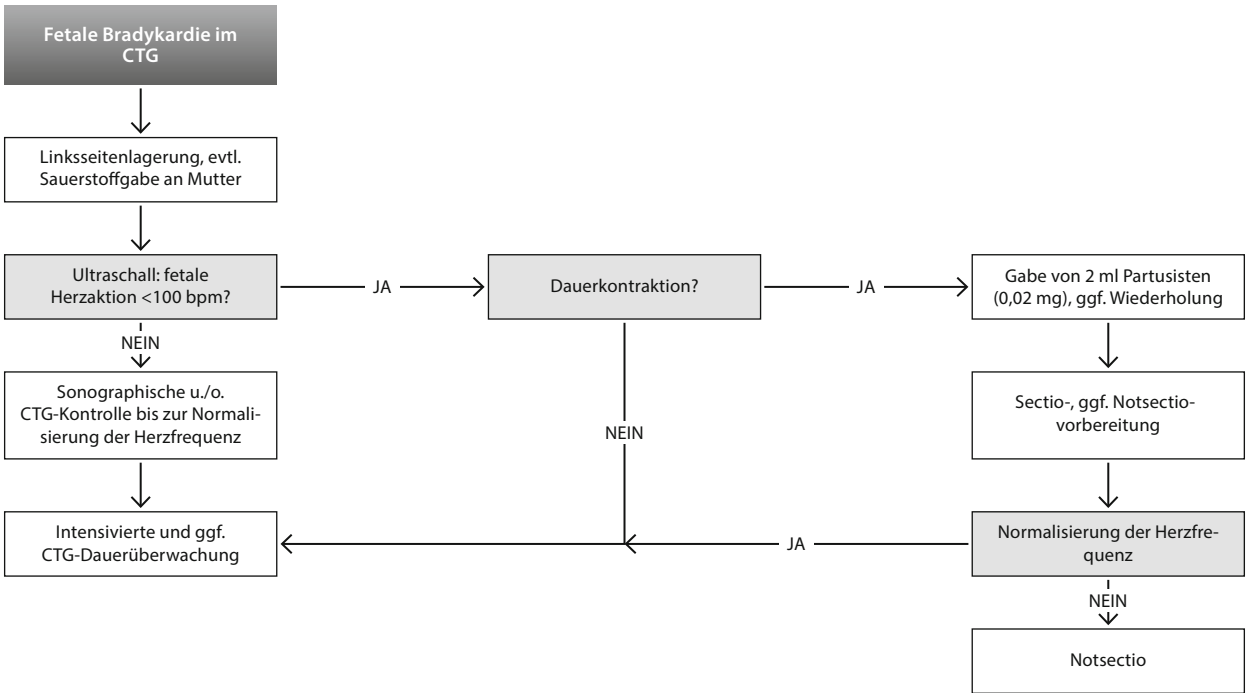 Fetale Bradykardie im
CTG
Linksseitenlagerung, evtl.
Sauerstoffgabe an Mutter
Ultraschall: fetale
Herzaktion <100 bpm?
JA
Dauerkontraktion?
JA
Gabe von 2 ml Partusisten
(0,02 mg), ggf. Wiederholung
NEIN
Sonographische u./o.
CTG-Kontrolle bis zur Normali-
sierung der Herzfrequenz
NEIN
Sectio-, ggf. Notsectio-
vorbereitung
Intensivierte und ggf.
CTG-Dauerüberwachung
JA
Normalisierung der Herzfre-
quenz
NEIN
Notsectio